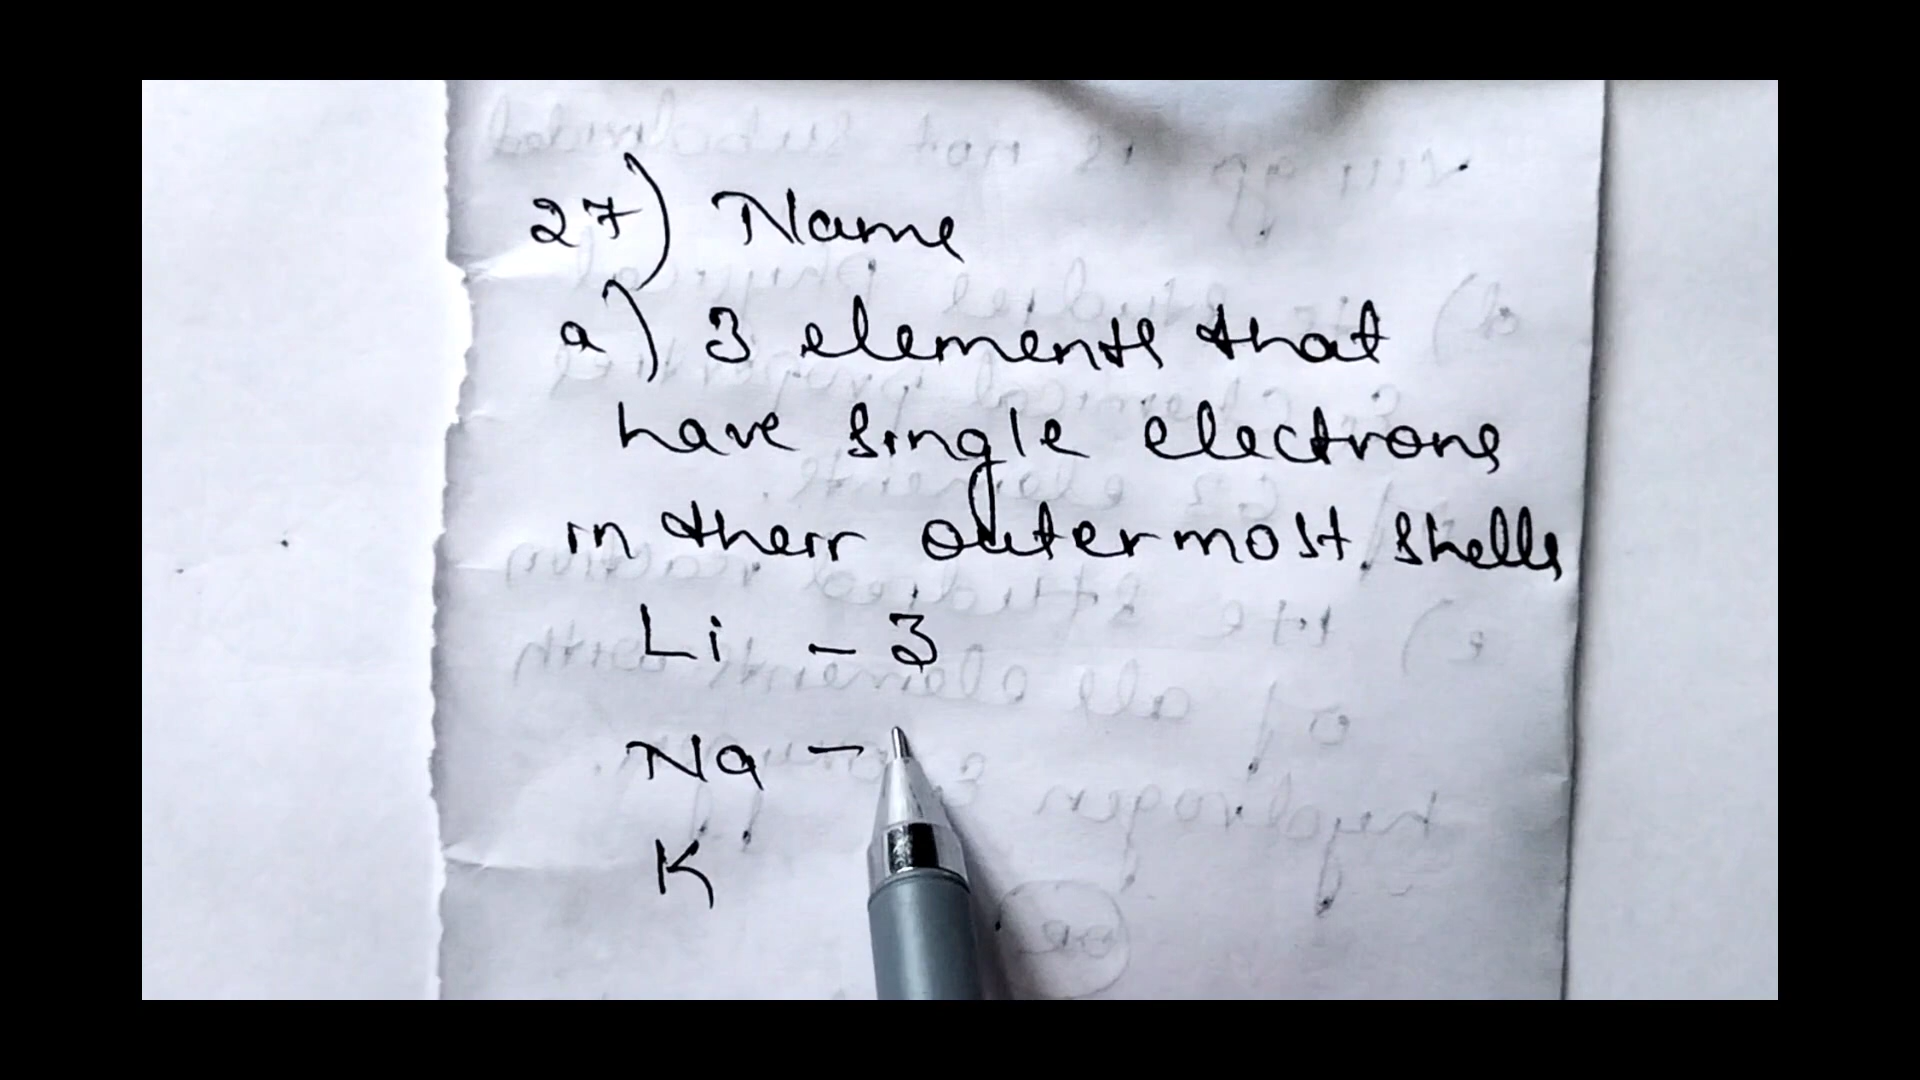 27) Name
a) 3 elements that
have single electrons
in their outermost shells
Li - 3
Na -
K